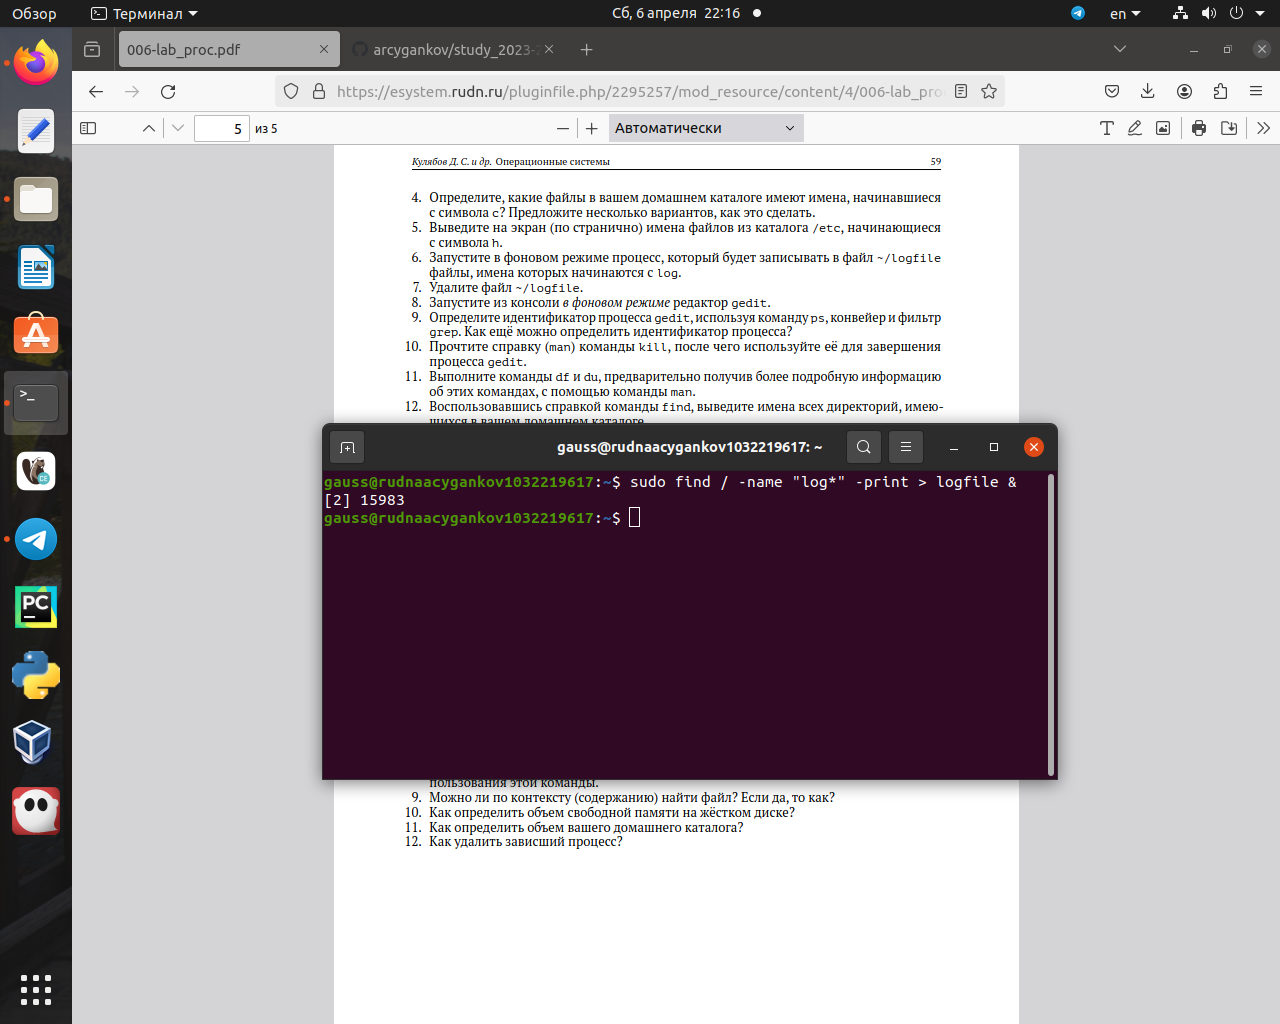 Обзор
Терминал
Сб, 6 апреля 22:16
en
006-lab_proc.pdf
arcygankov/study_2023-2
https://esystem.rudn.ru/pluginfile.php/2295257/mod_resource/content/4/006-lab_pro
5 из 5
Автоматически
Кулябов Д. С. и др. Операционные системы 59
4. Определите, какие файлы в вашем домашнем каталоге имеют имена, начинавшиеся
с символа c? Предложите несколько вариантов, как это сделать.
5. Выведите на экран (по странично) имена файлов из каталога /etc, начинающиеся
с символа h.
6. Запустите в фоновом режиме процесс, который будет записывать в файл ~/logfile
файлы, имена которых начинаются с log.
7. Удалите файл ~/logfile.
8. Запустите из консоли в фоновом режиме редактор gedit.
9. Определите идентификатор процесса gedit, используя команду ps, конвейер и фильтр
grep. Как ещё можно определить идентификатор процесса?
10. Прочтите справку (man) команды kill, после чего используйте её для завершения
процесса gedit.
11. Выполните команды df и du, предварительно получив более подробную информацию
об этих командах, с помощью команды man.
12. Воспользовавшись справкой команды find, выведите имена всех директорий, имею-
щихся в вашем домашнем каталоге.
gauss@rudnaacygankov1032219617: ~
gauss@rudnaacygankov1032219617:~$ sudo find / -name "log*" -print > logfile &
[2] 15983
gauss@rudnaacygankov1032219617:~$
пользования этой команды.
9. Можно ли по контексту (содержанию) найти файл? Если да, то как?
10. Как определить объем свободной памяти на жёстком диске?
11. Как определить объем вашего домашнего каталога?
12. Как удалить зависший процесс?
>_
CE
PC